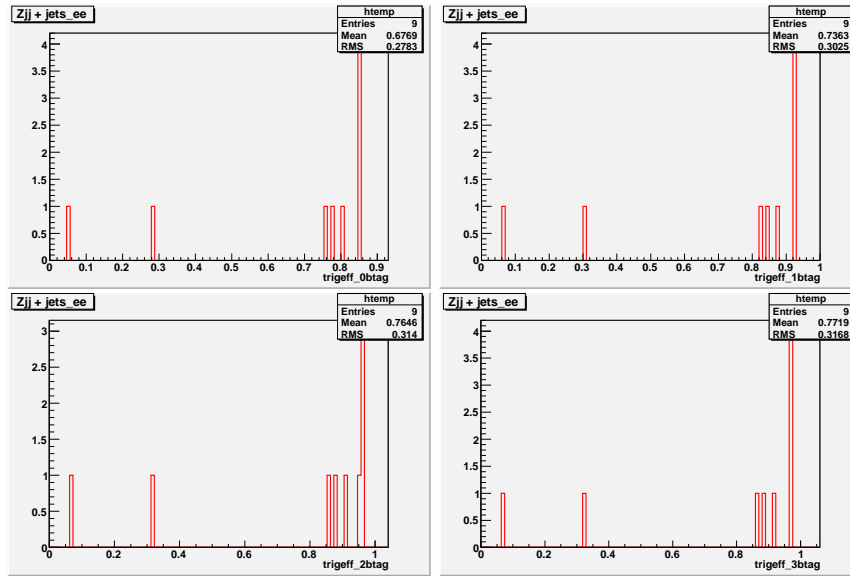 Zjj + jets_ee
htemp
Entries 9
Mean 0.6769
RMS 0.2783
4
3.5
3
2.5
2
1.5
1
0.5
0
0 0.1 0.2 0.3 0.4 0.5 0.6 0.7 0.8 0.9
trigeff_0btag
Zjj + jets_ee
htemp
Entries 9
Mean 0.7363
RMS 0.3025
4
3.5
3
2.5
2
1.5
1
0.5
0
0 0.1 0.2 0.3 0.4 0.5 0.6 0.7 0.8 0.9 1
trigeff_1btag
Zjj + jets_ee
htemp
Entries 9
Mean 0.7646
RMS 0.314
3
2.5
2
1.5
1
0.5
0
0 0.2 0.4 0.6 0.8 1
trigeff_2btag
Zjj + jets_ee
htemp
Entries 9
Mean 0.7719
RMS 0.3168
4
3.5
3
2.5
2
1.5
1
0.5
0
0 0.2 0.4 0.6 0.8 1
trigeff_3btag